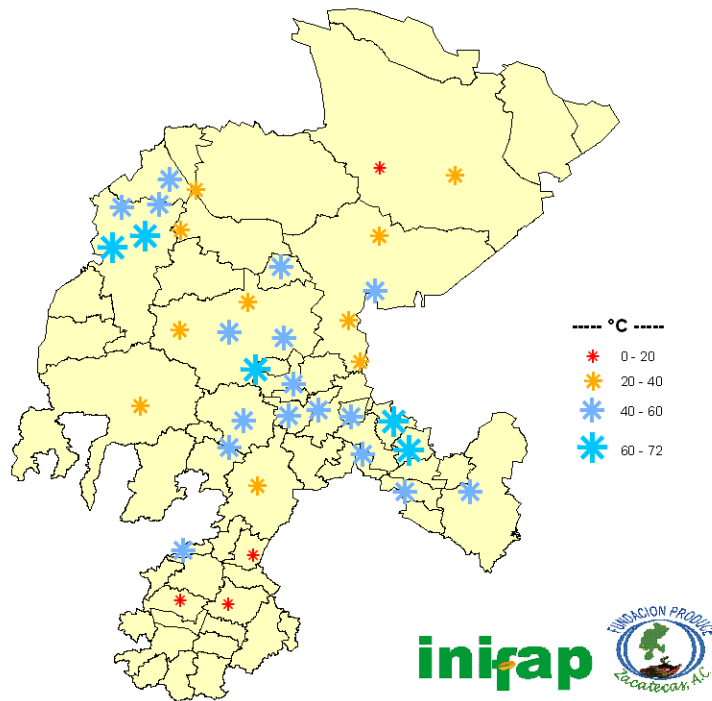 ----- °C -----
0 - 20
20 - 40
40 - 60
60 - 72
inifap
FUNDACION PRODUCE
Zacatecas, A.C.